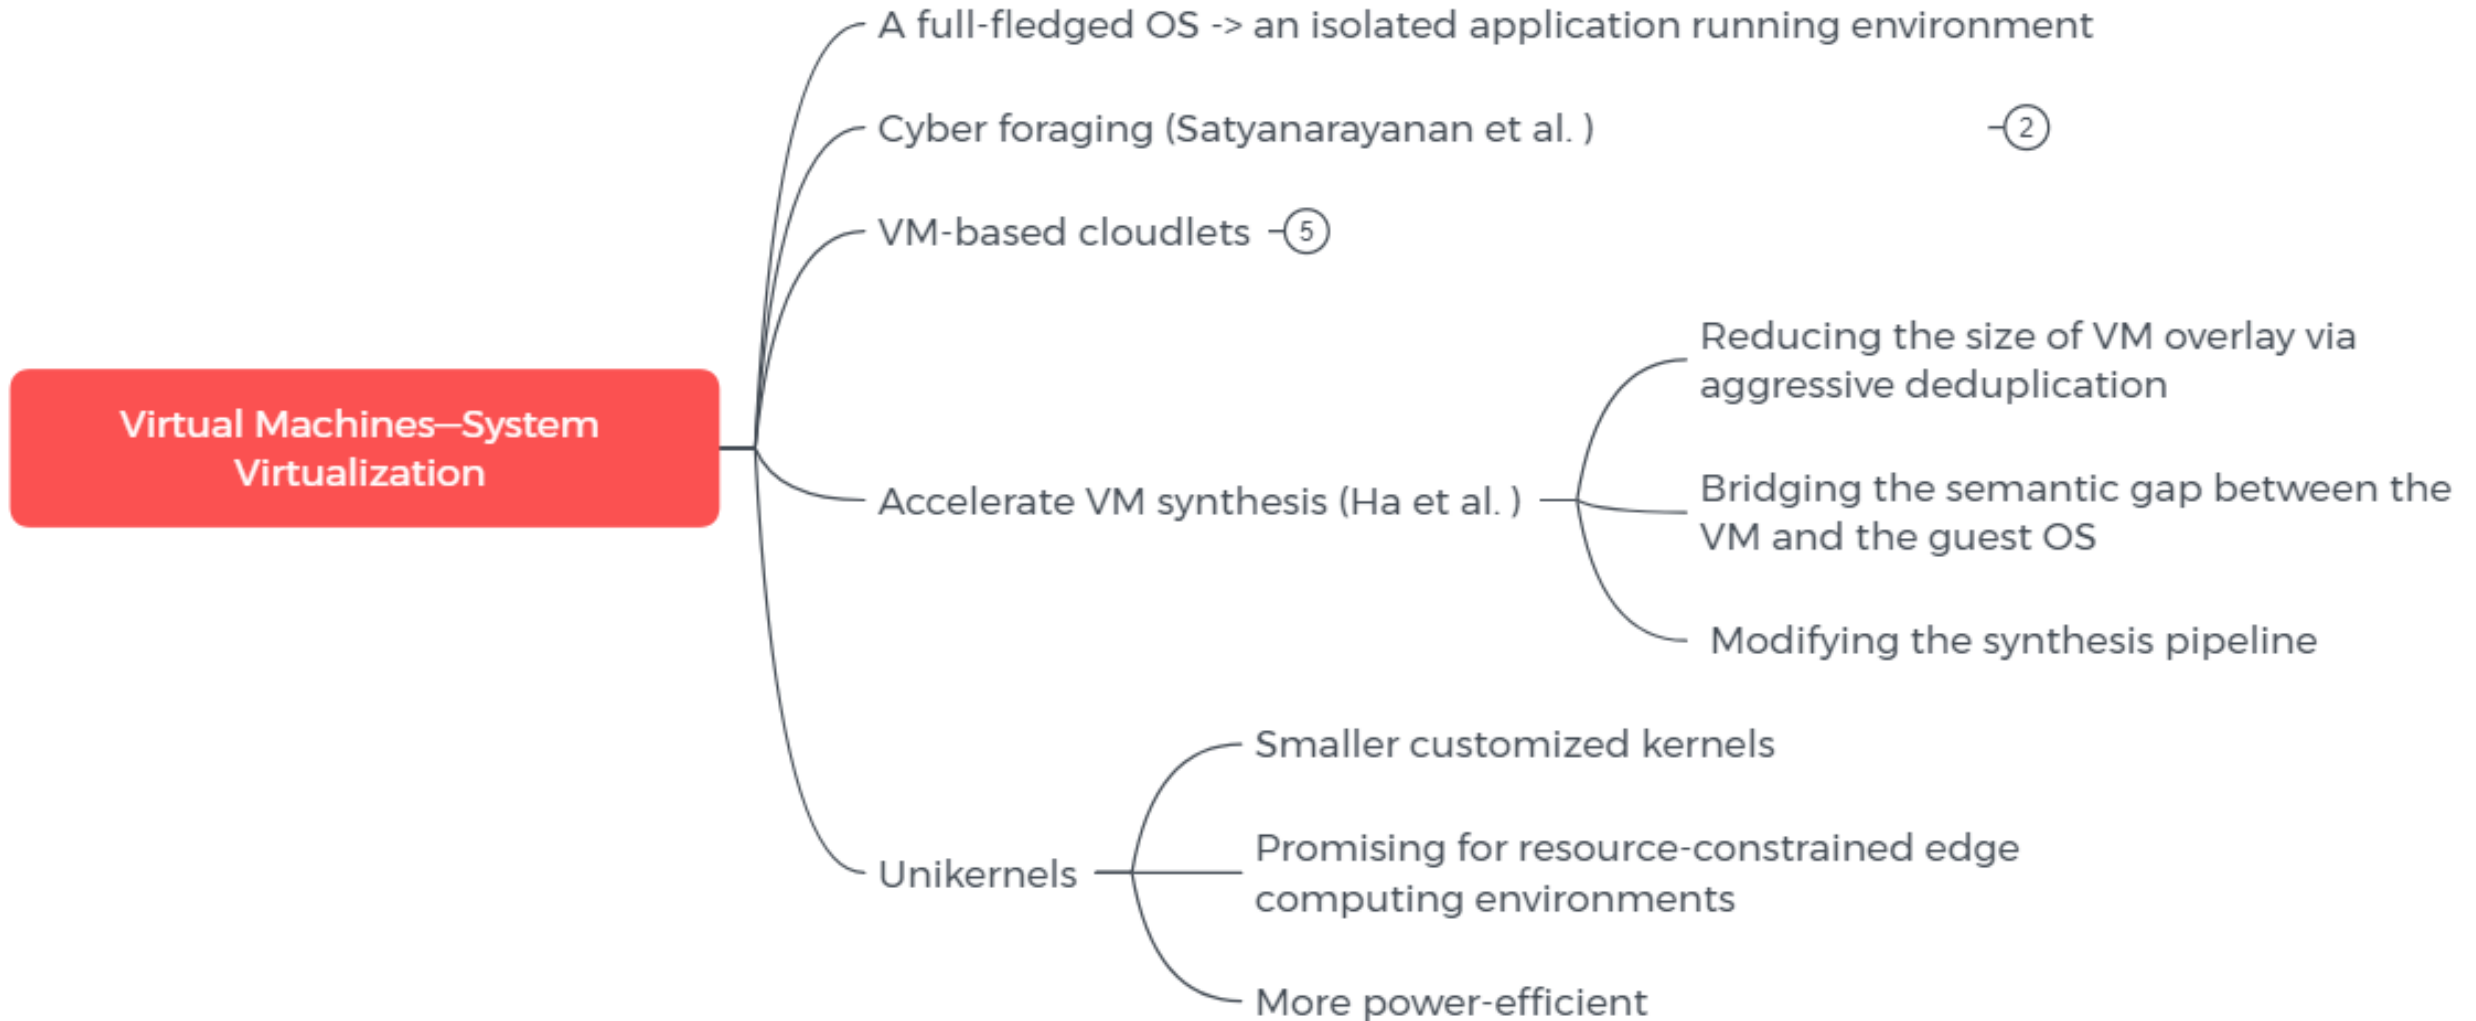 A full-fledged OS -> an isolated application running environment
Cyber foraging (Satyanarayanan et al. )
2
VM-based cloudlets
5
Virtual Machines—System
Virtualization
Accelerate VM synthesis (Ha et al. )
Reducing the size of VM overlay via
aggressive deduplication
Bridging the semantic gap between the
VM and the guest OS
Modifying the synthesis pipeline
Unikernels
Smaller customized kernels
Promising for resource-constrained edge
computing environments
More power-efficient